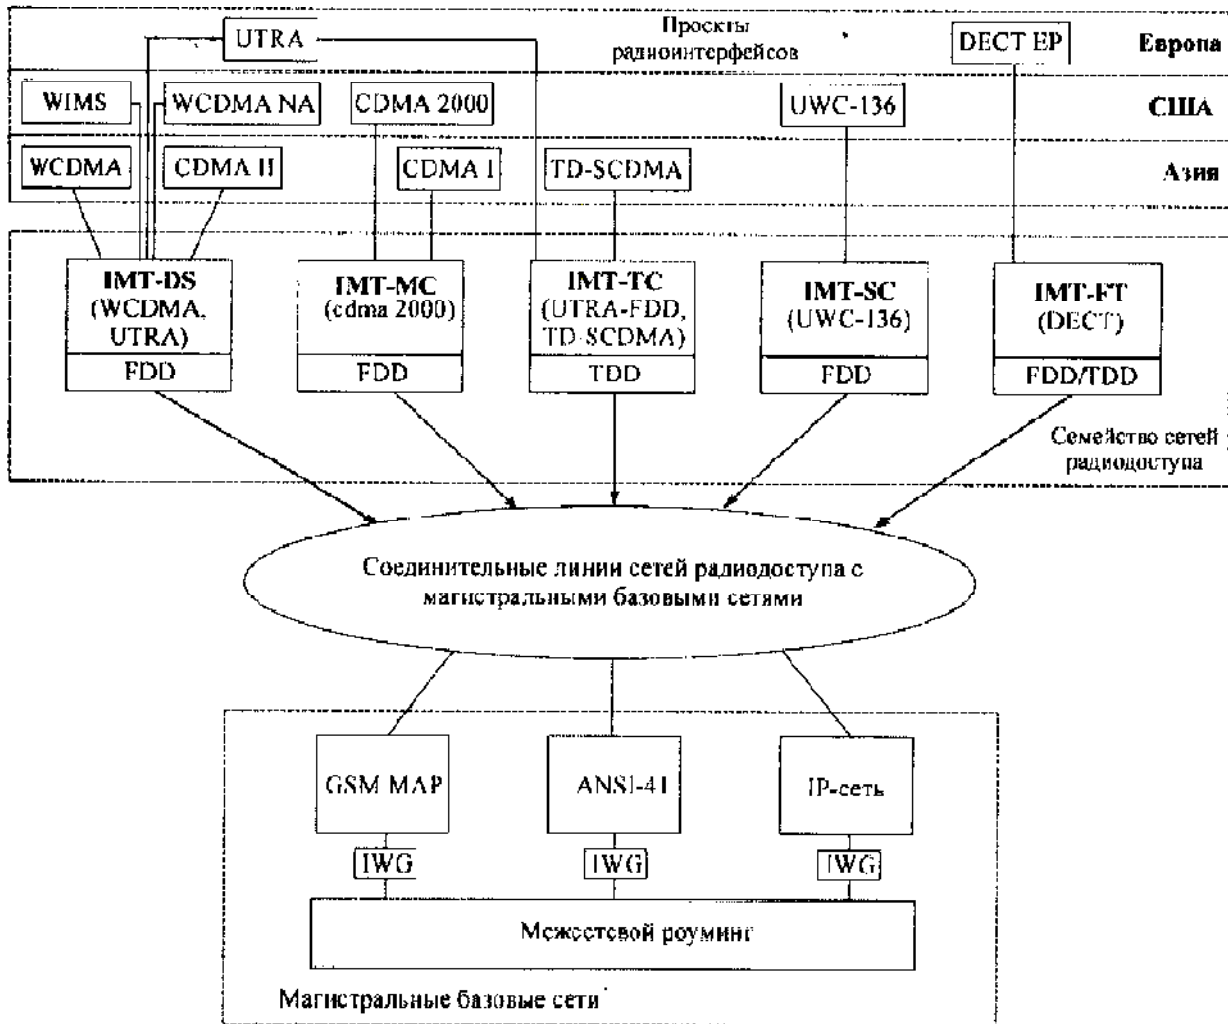 Проекты
радиоинтерфейсов
UTRA
DECT EP
Европа
WIMS
WCDMA NA
CDMA 2000
UWC-136
США
WCDMA
CDMA II
CDMA I
TD-SCDMA
Азия
IMT-DS
(WCDMA,
UTRA)
FDD
IMT-MC
(cdma 2000)
FDD
IMT-TC
(UTRA-FDD,
TD-SCDMA)
TDD
IMT-SC
(UWC-136)
FDD
IMT-FT
(DECT)
FDD/TDD
Семейство сетей
радиодоступа
Соединительные линии сетей радиодоступа с
магистральными базовыми сетями
GSM MAP
ANSI-41
IP-сеть
IWG
IWG
IWG
Межсетевой роуминг
Магистральные базовые сети